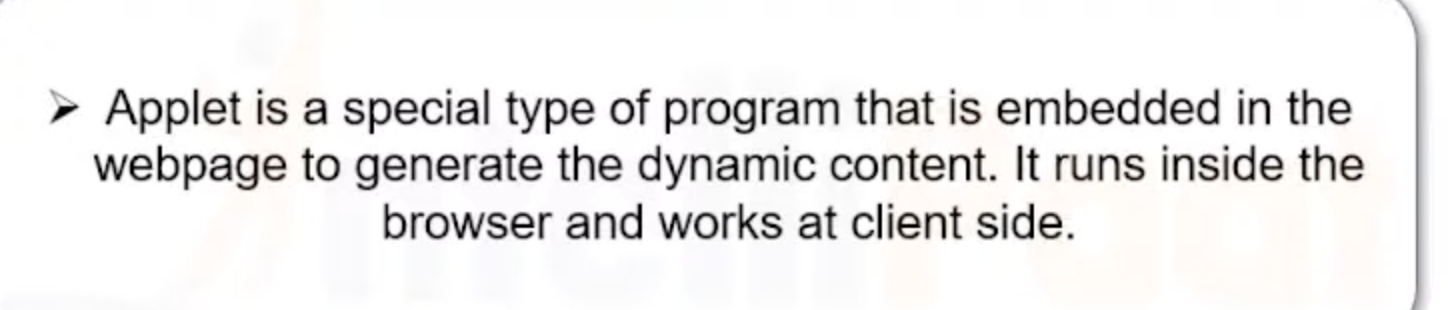 ➢ Applet is a special type of program that is embedded in the
webpage to generate the dynamic content. It runs inside the
browser and works at client side.